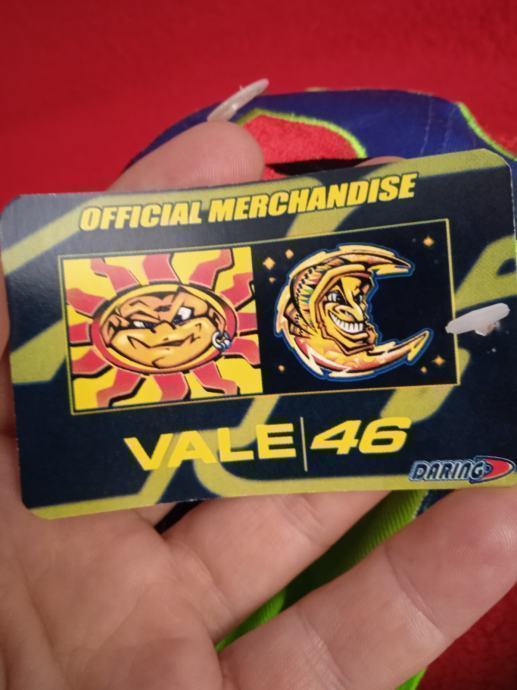 OFFICIAL MERCHANDISE
VALE|46
DARING